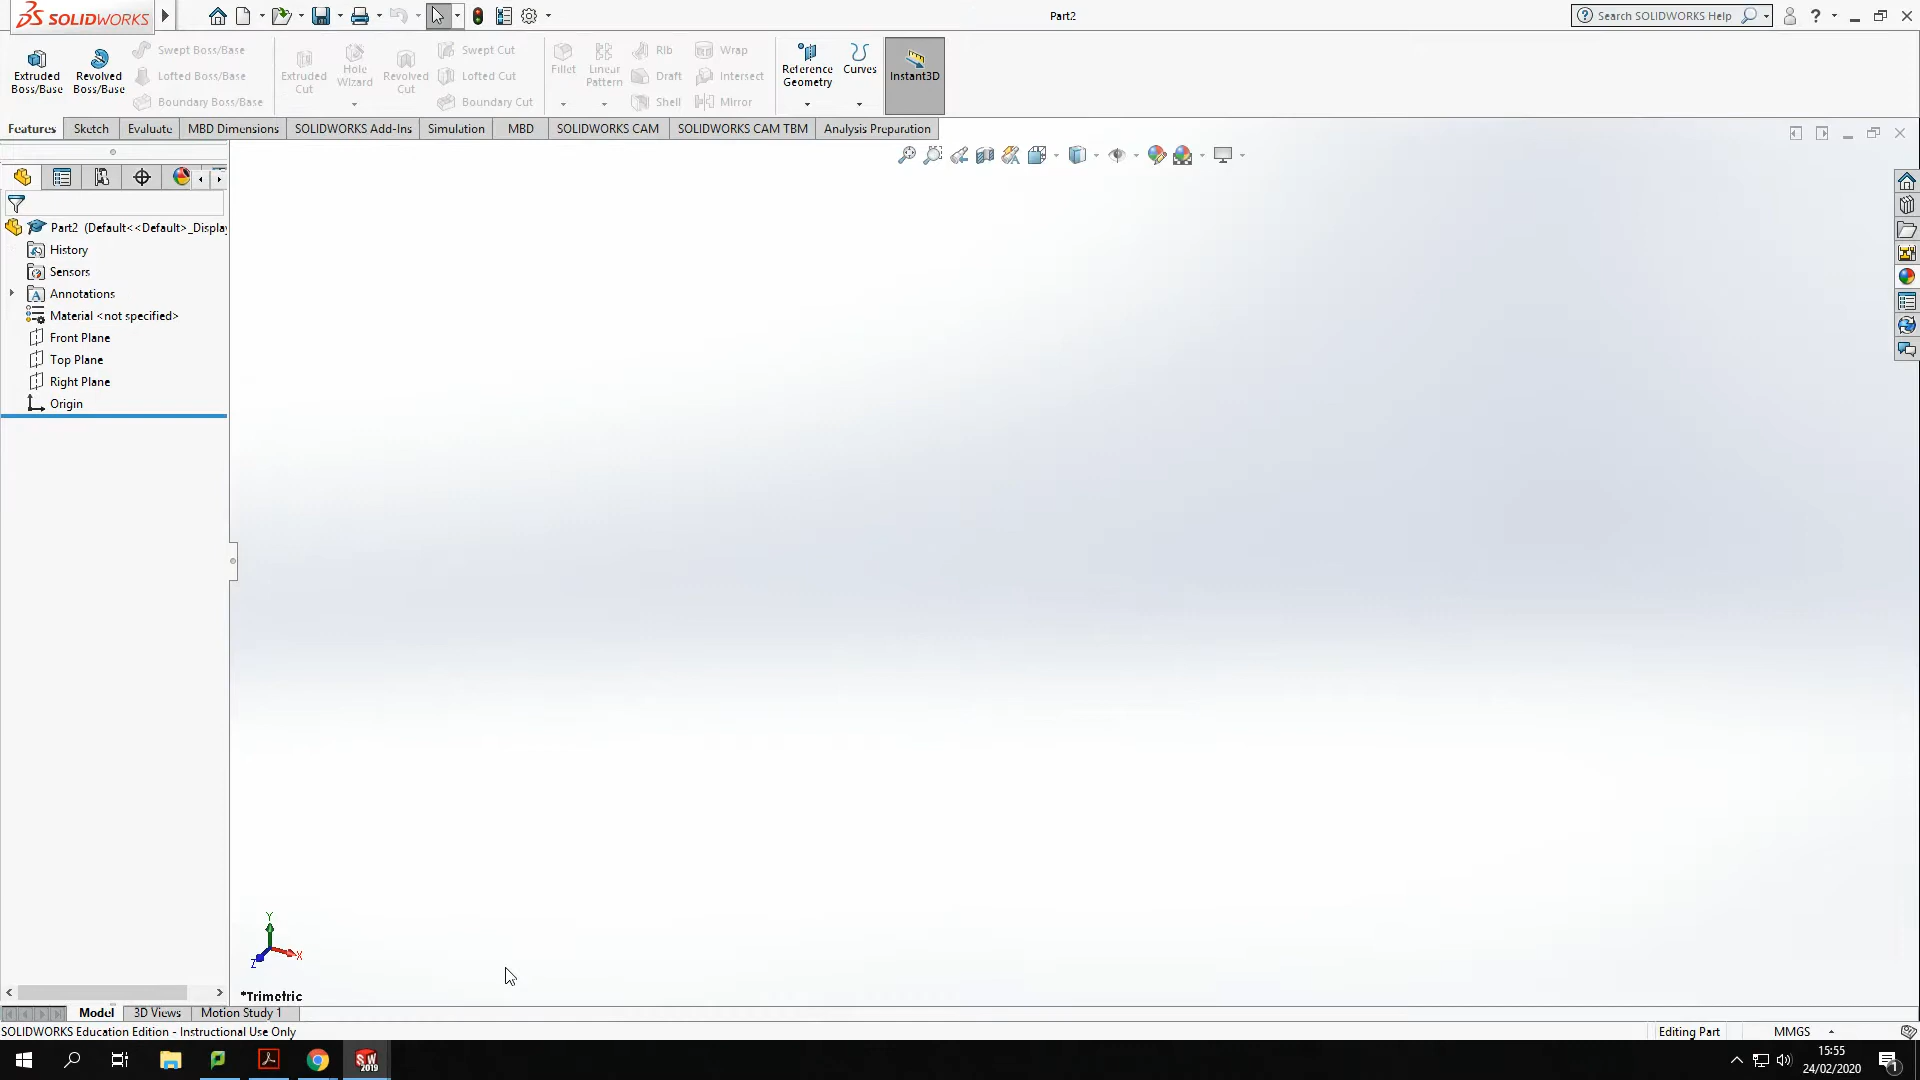 SOLIDWORKS
Part2
Search SOLIDWORKS Help
?
Extruded Boss/Base
Revolved Boss/Base
Swept Boss/Base
Lofted Boss/Base
Boundary Boss/Base
Extruded Cut
Hole Wizard
Revolved Cut
Swept Cut
Lofted Cut
Boundary Cut
Fillet
Linear Pattern
Rib
Draft
Shell
Wrap
Intersect
Mirror
Reference Geometry
Curves
Instant3D
Features
Sketch
Evaluate
MBD Dimensions
SOLIDWORKS Add-Ins
Simulation
MBD
SOLIDWORKS CAM
SOLIDWORKS CAM TBM
Analysis Preparation
Part2 (Default<<Default>_Display
History
Sensors
A
Annotations
Material <not specified>
Front Plane
Top Plane
Right Plane
Origin
Y
X
Z
*Trimetric
Model
3D Views
Motion Study 1
SOLIDWORKS Education Edition - Instructional Use Only
Editing Part
MMGS
SW
2019
15:55
24/02/2020
1